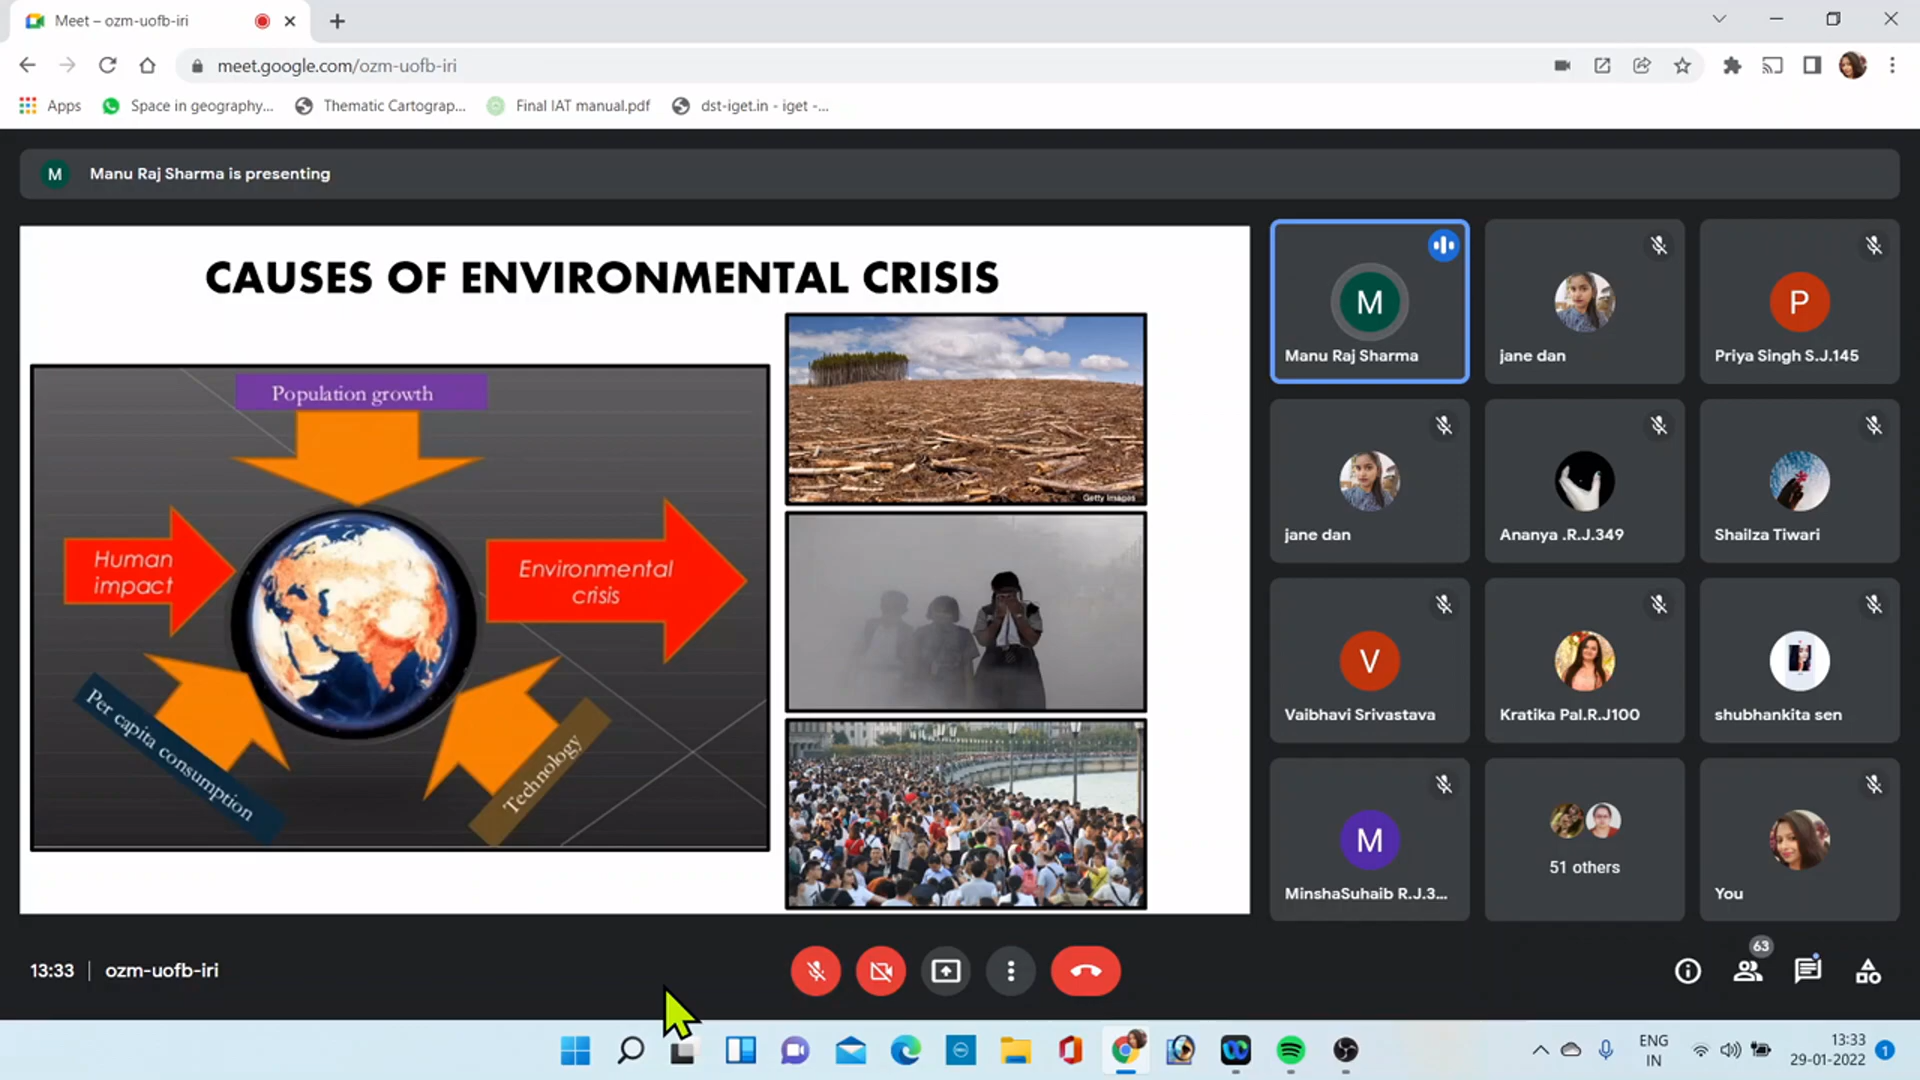 Meet – ozm-uofb-iri
meet.google.com/ozm-uofb-iri
Apps
Space in geography...
Thematic Cartograp...
Final IAT manual.pdf
dst-iget.in - iget -...
M
Manu Raj Sharma is presenting
CAUSES OF ENVIRONMENTAL CRISIS
Population growth
Human
impact
Environmental
crisis
Per capita consumption
Technology
Getty Images
M
Manu Raj Sharma
jane dan
P
Priya Singh S.J.145
jane dan
Ananya .R.J.349
Shailza Tiwari
V
Vaibhavi Srivastava
Kratika Pal.R.J100
shubhankita sen
M
MinshaSuhaib R.J.3...
51 others
You
13:33
ozm-uofb-iri
63
ENG
IN
13:33
29-01-2022
1